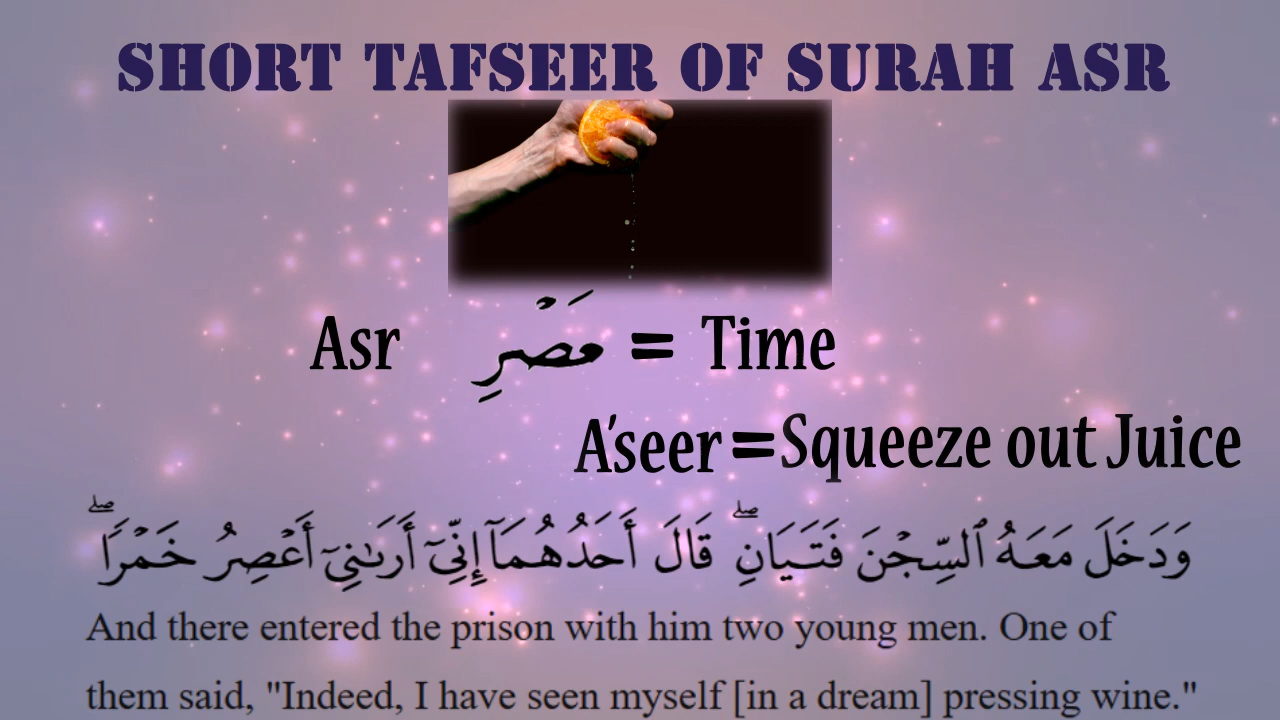 SHORT TAFSEER OF SURAH ASR
Asr عَصْرِ = Time
A'seer = Squeeze out Juice
وَدَخَلَ مَعَهُ ٱلسِّجْنَ فَتَيَانِ ۖ قَالَ أَحَدُهُمَآ إِنِّىٓ أَرَىٰنِىٓ أَعْصِرُ خَمْرًا ۖ
And there entered the prison with him two young men. One of
them said, "Indeed, I have seen myself [in a dream] pressing wine."